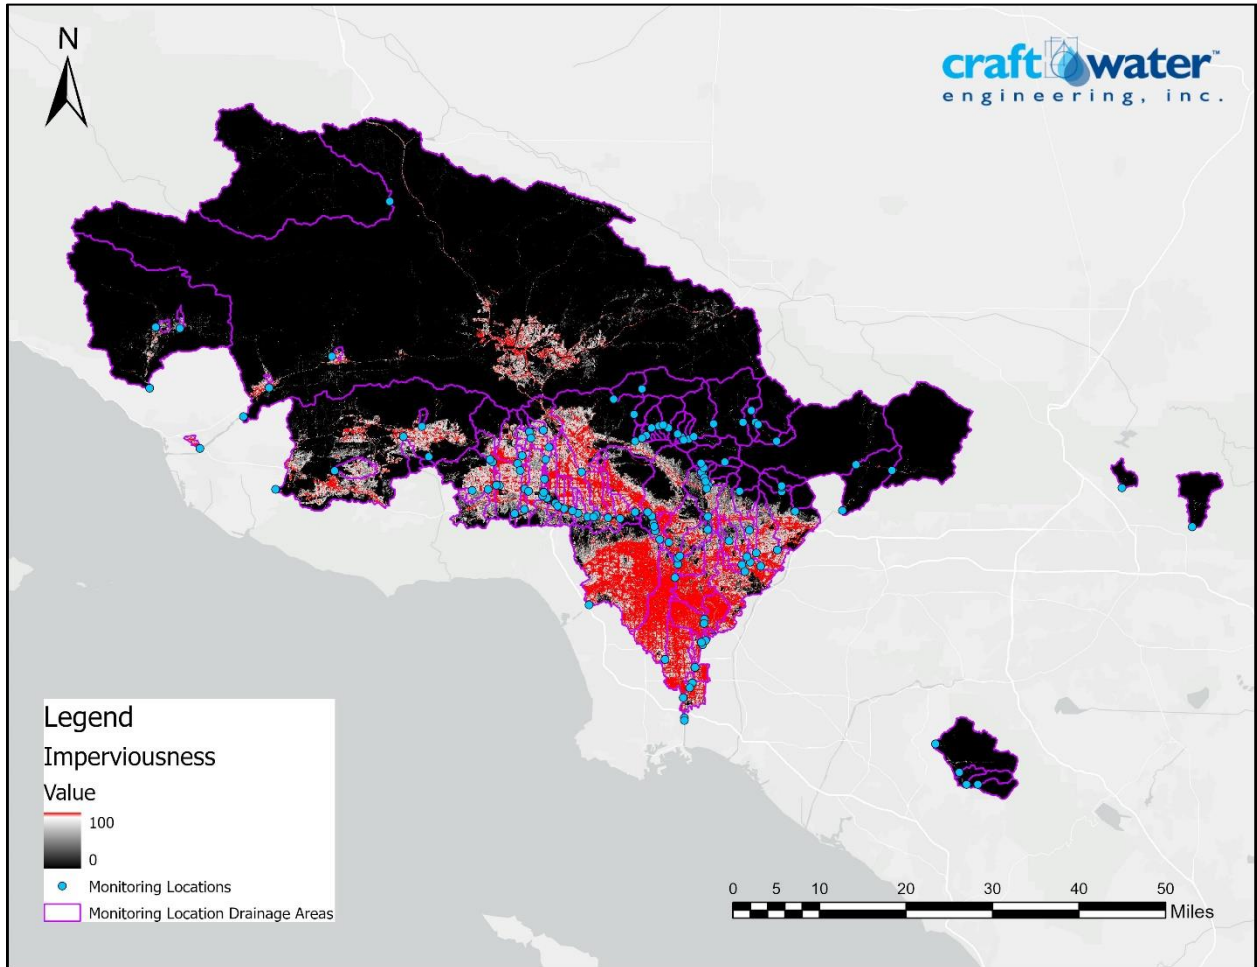 N
craft water™
engineering, inc.
Legend
Imperviousness
Value
100
0
Monitoring Locations
Monitoring Location Drainage Areas
0 5 10 20 30 40 50
Miles